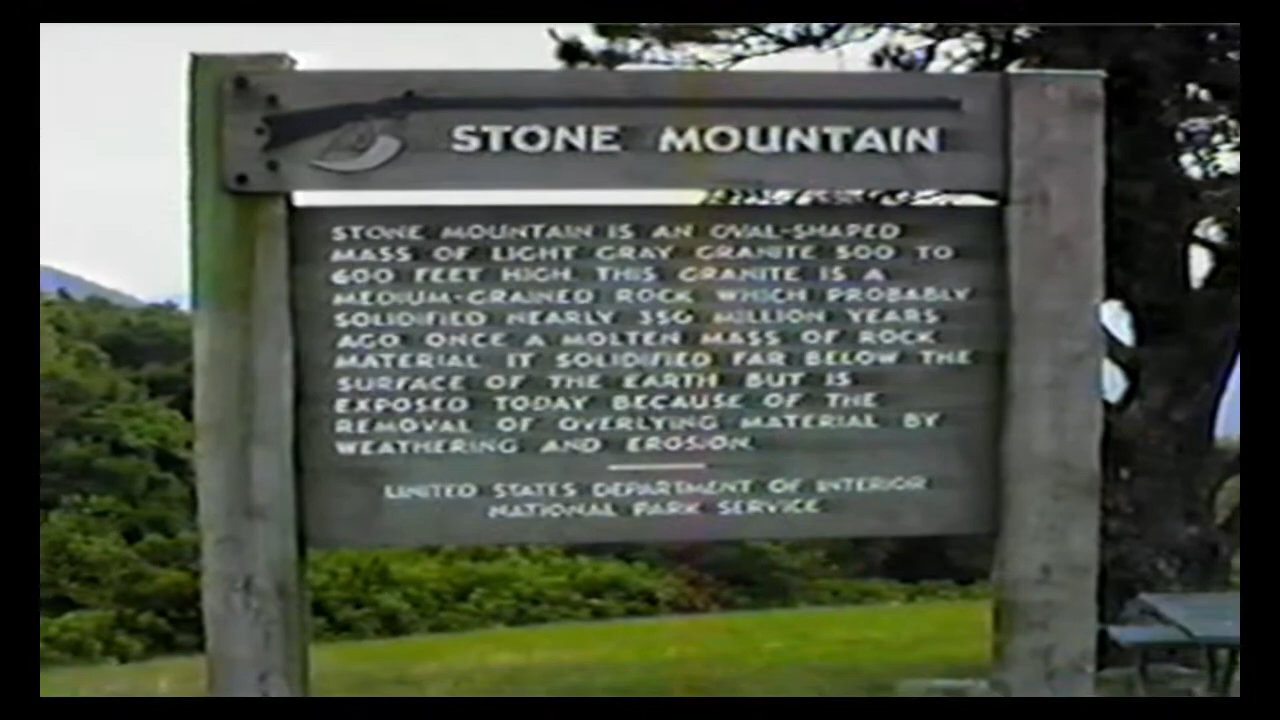 STONE MOUNTAIN
STONE MOUNTAIN IS AN OVAL-SHAPED
MASS OF LIGHT GRAY GRANITE 500 TO
600 FEET HIGH. THIS GRANITE IS A
MEDIUM-GRAINED ROCK WHICH PROBABLY
SOLIDIFIED NEARLY 350 MILLION YEARS
AGO. ONCE A MOLTEN MASS OF ROCK
MATERIAL IT SOLIDIFIED FAR BELOW THE
SURFACE OF THE EARTH BUT IS
EXPOSED TODAY BECAUSE OF THE
REMOVAL OF OVERLYING MATERIAL BY
WEATHERING AND EROSION.
UNITED STATES DEPARTMENT OF INTERIOR
NATIONAL PARK SERVICE